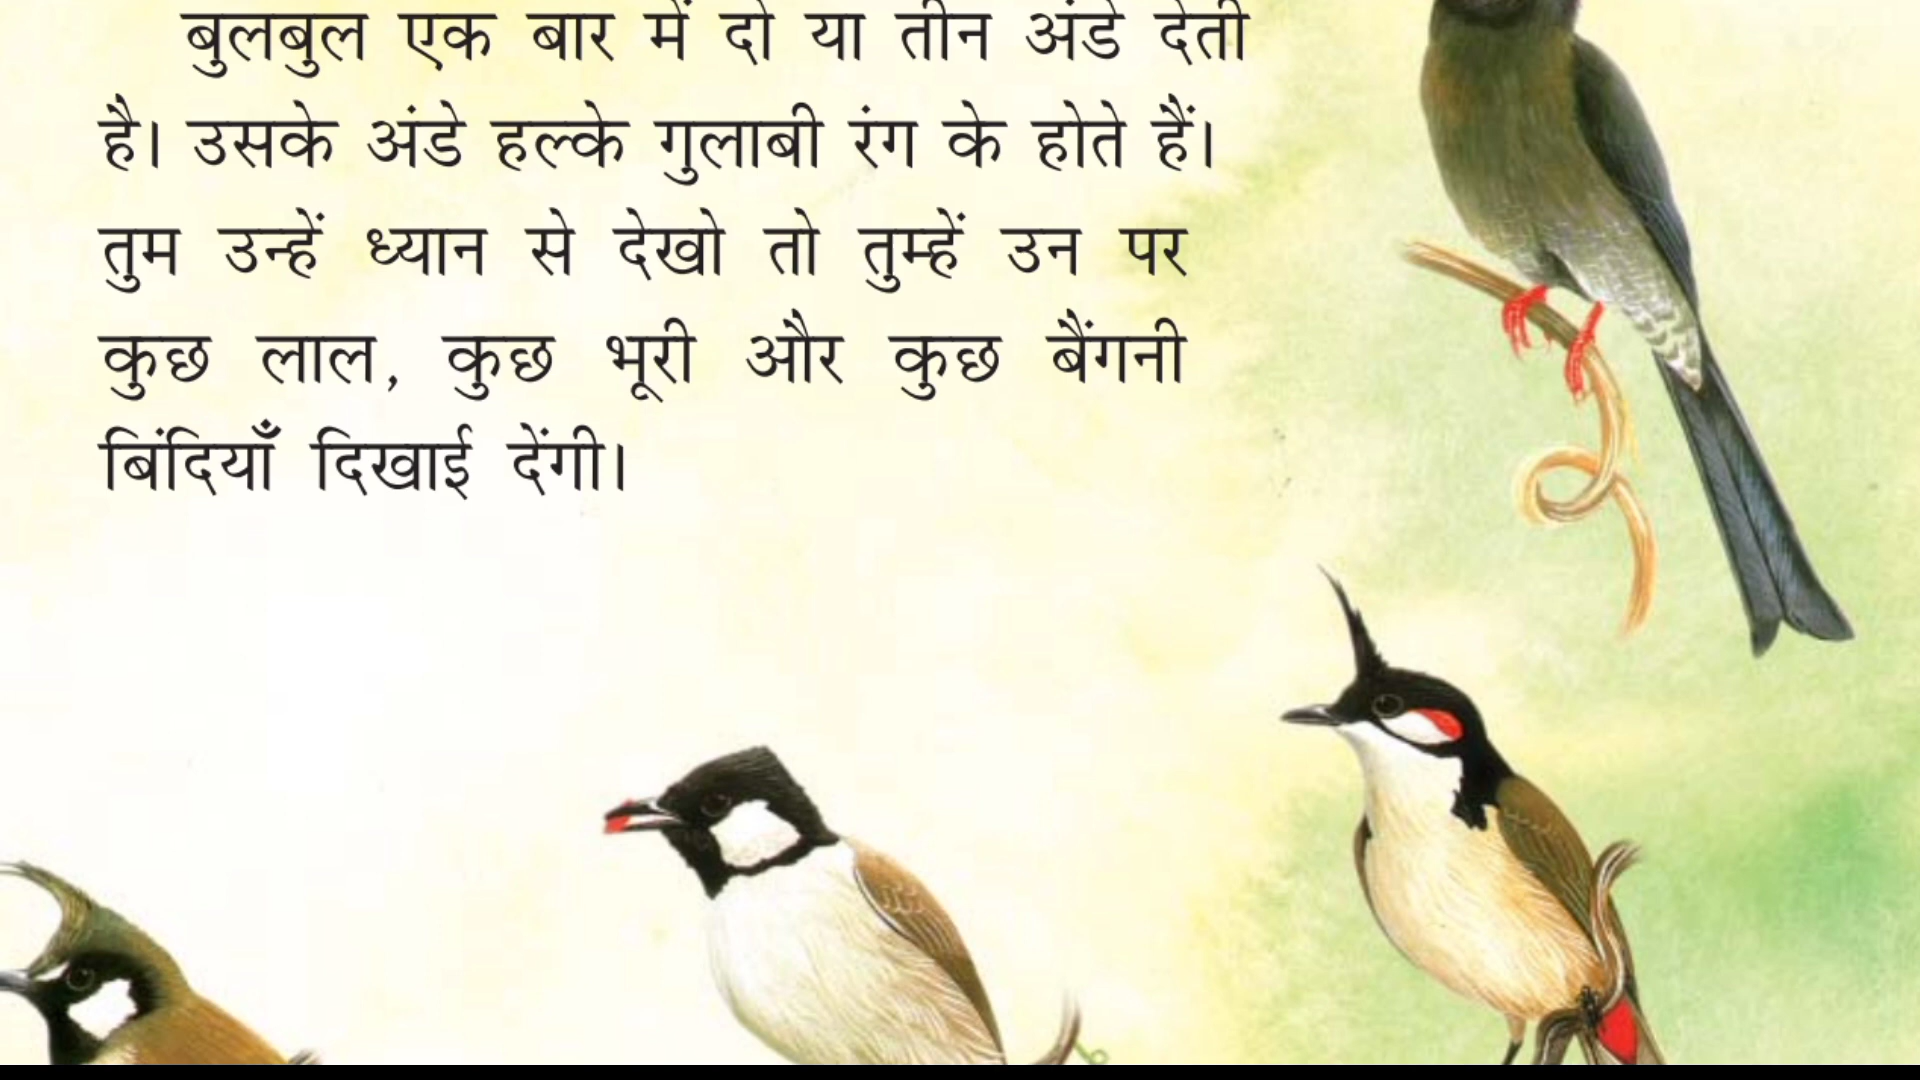 बुलबुल एक बार में दो या तीन अंडे देती
है। उसके अंडे हल्के गुलाबी रंग के होते हैं।
तुम उन्हें ध्यान से देखो तो तुम्हें उन पर
कुछ लाल, कुछ भूरी और कुछ बैंगनी
बिंदियाँ दिखाई देंगी।